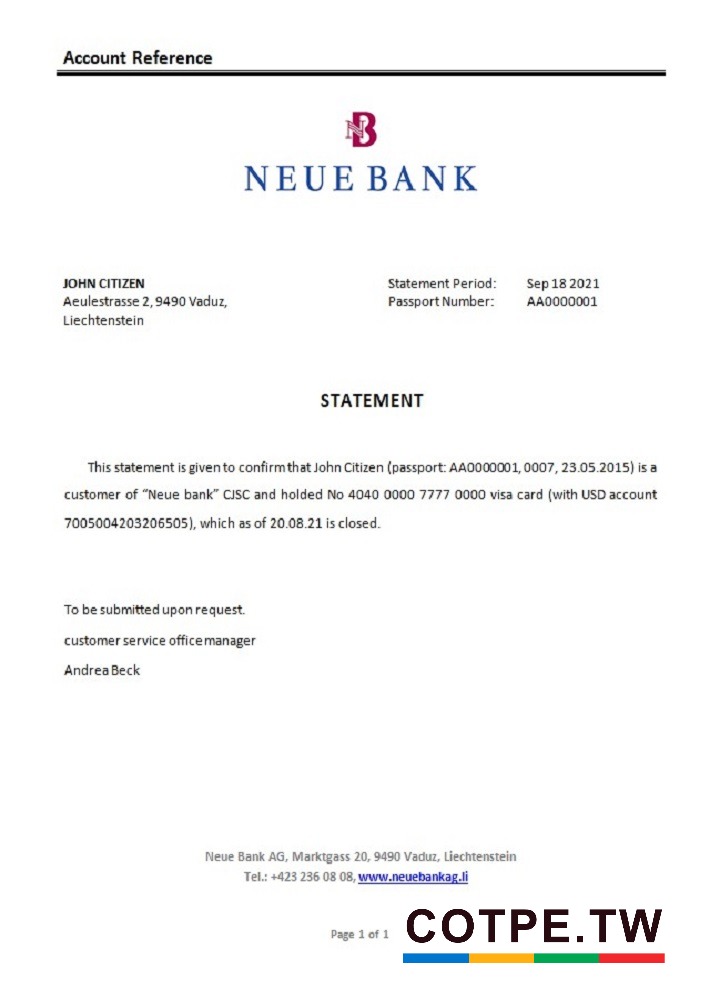 Account Reference
NB
NEUE BANK
JOHN CITIZEN
Aeulestrasse 2, 9490 Vaduz,
Liechtenstein
Statement Period: Sep 18 2021
Passport Number: AA0000001
STATEMENT
This statement is given to confirm that John Citizen (passport: AA0000001, 0007, 23.05.2015) is a
customer of “Neue bank” CJSC and holded No 4040 0000 7777 0000 visa card (with USD account
7005004203206505), which as of 20.08.21 is closed.
To be submitted upon request.
customer service office manager
Andrea Beck
Neue Bank AG, Marktgass 20, 9490 Vaduz, Liechtenstein
Tel.: +423 236 08 08, www.neuebankag.li
Page 1 of 1
COTPE.TW